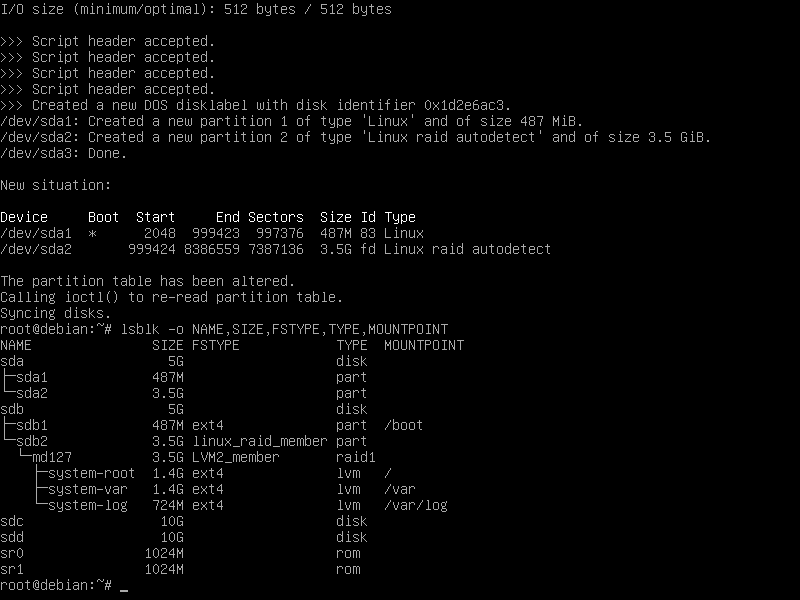 I/O size (minimum/optimal): 512 bytes / 512 bytes

>>> Script header accepted.
>>> Script header accepted.
>>> Script header accepted.
>>> Script header accepted.
>>> Created a new DOS disklabel with disk identifier 0x1d2e6ac3.
/dev/sda1: Created a new partition 1 of type 'Linux' and of size 487 MiB.
/dev/sda2: Created a new partition 2 of type 'Linux raid autodetect' and of size 3.5 GiB.
/dev/sda3: Done.

New situation:

Device     Boot  Start     End Sectors  Size Id Type
/dev/sda1  *      2048  999423  997376  487M 83 Linux
/dev/sda2       999424 8386559 7387136  3.5G fd Linux raid autodetect

The partition table has been altered.
Calling ioctl() to re-read partition table.
Syncing disks.
root@debian:~# lsblk -o NAME,SIZE,FSTYPE,TYPE,MOUNTPOINT
NAME               SIZE FSTYPE            TYPE  MOUNTPOINT
sda                  5G                   disk
├─sda1             487M                   part
└─sda2             3.5G                   part
sdb                  5G                   disk
├─sdb1             487M ext4              part  /boot
└─sdb2             3.5G linux_raid_member part
  └─md127          3.5G LVM2_member       raid1
    ├─system-root  1.4G ext4              lvm   /
    ├─system-var   1.4G ext4              lvm   /var
    └─system-log   724M ext4              lvm   /var/log
sdc                 10G                   disk
sdd                 10G                   disk
sr0               1024M                   rom
sr1               1024M                   rom
root@debian:~# _